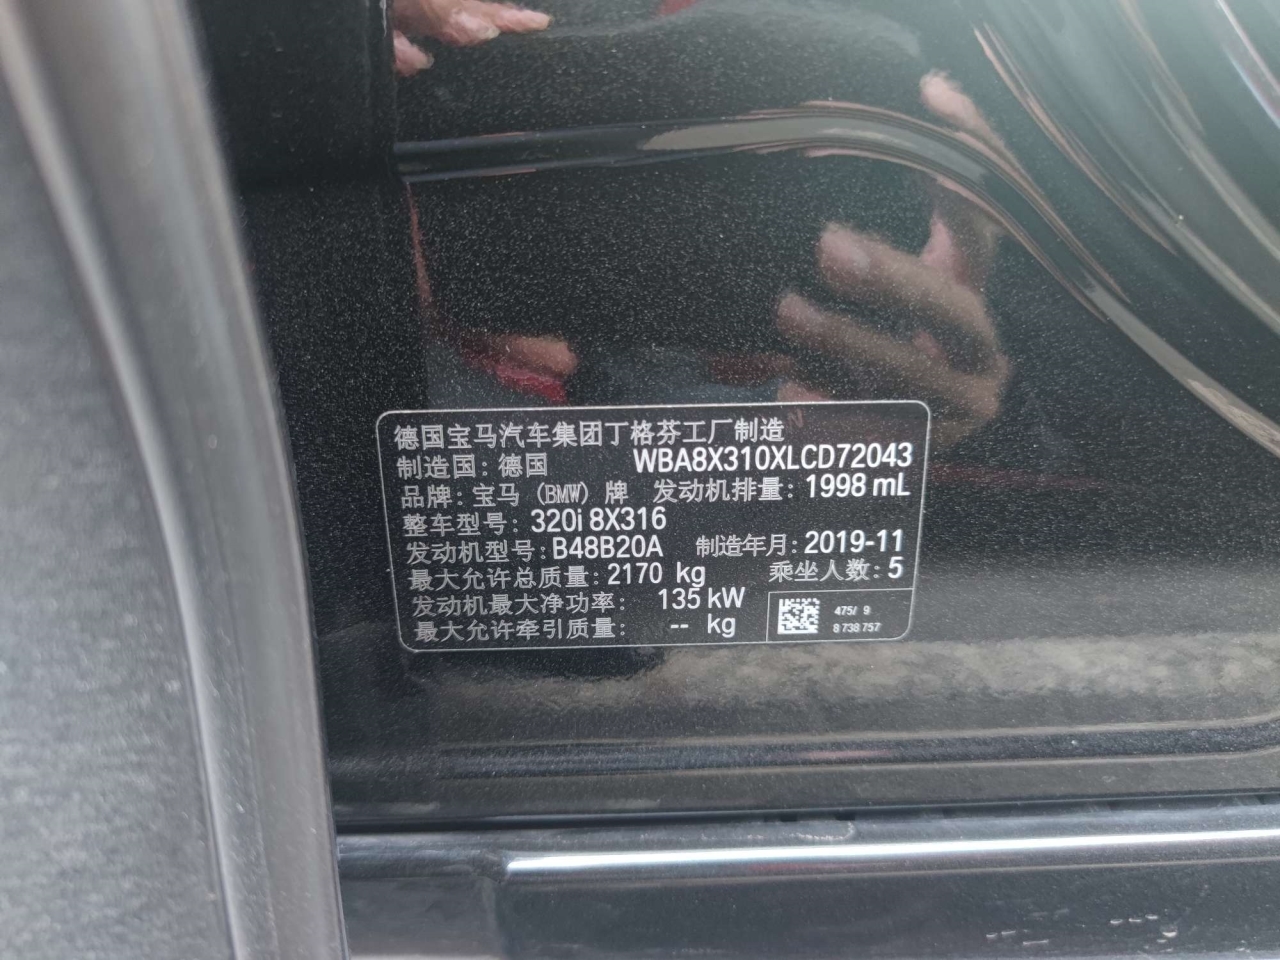 德国宝马汽车集团丁格芬工厂制造
制造国：德国 WBA8X310XLCD72043
品牌：宝马（BMW）牌 发动机排量：1998 mL
整车型号：320i 8X316
发动机型号：B48B20A 制造年月：2019-11
最大允许总质量：2170 kg 乘坐人数：5
发动机最大净功率： 135 kW
最大允许牵引质量： -- kg
475/ 9
8 738 757